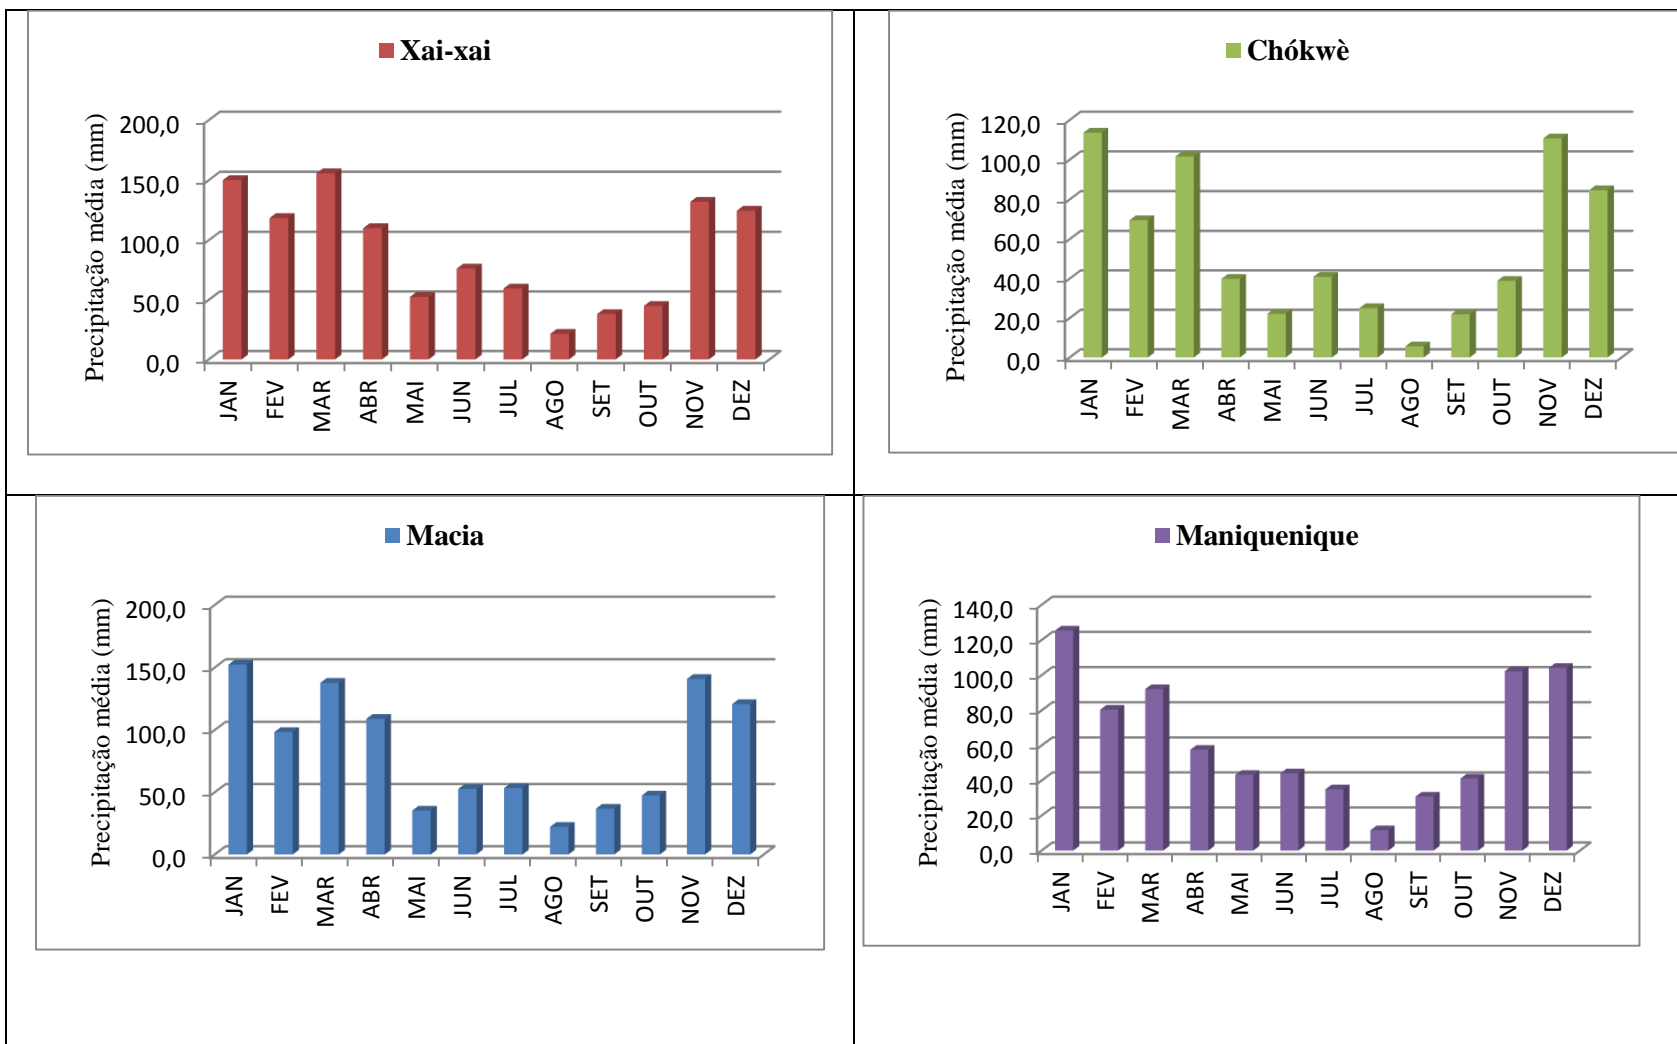 Xai-xai
Precipitação média (mm)
200,0
150,0
100,0
50,0
0,0
JAN FEV MAR ABR MAI JUN JUL AGO SET OUT NOV DEZ
Chókwè
Precipitação média (mm)
120,0
100,0
80,0
60,0
40,0
20,0
0,0
JAN FEV MAR ABR MAI JUN JUL AGO SET OUT NOV DEZ
Macia
Precipitação média (mm)
200,0
150,0
100,0
50,0
0,0
JAN FEV MAR ABR MAI JUN JUL AGO SET OUT NOV DEZ
Maniquenique
Precipitação média (mm)
140,0
120,0
100,0
80,0
60,0
40,0
20,0
0,0
JAN FEV MAR ABR MAI JUN JUL AGO SET OUT NOV DEZ